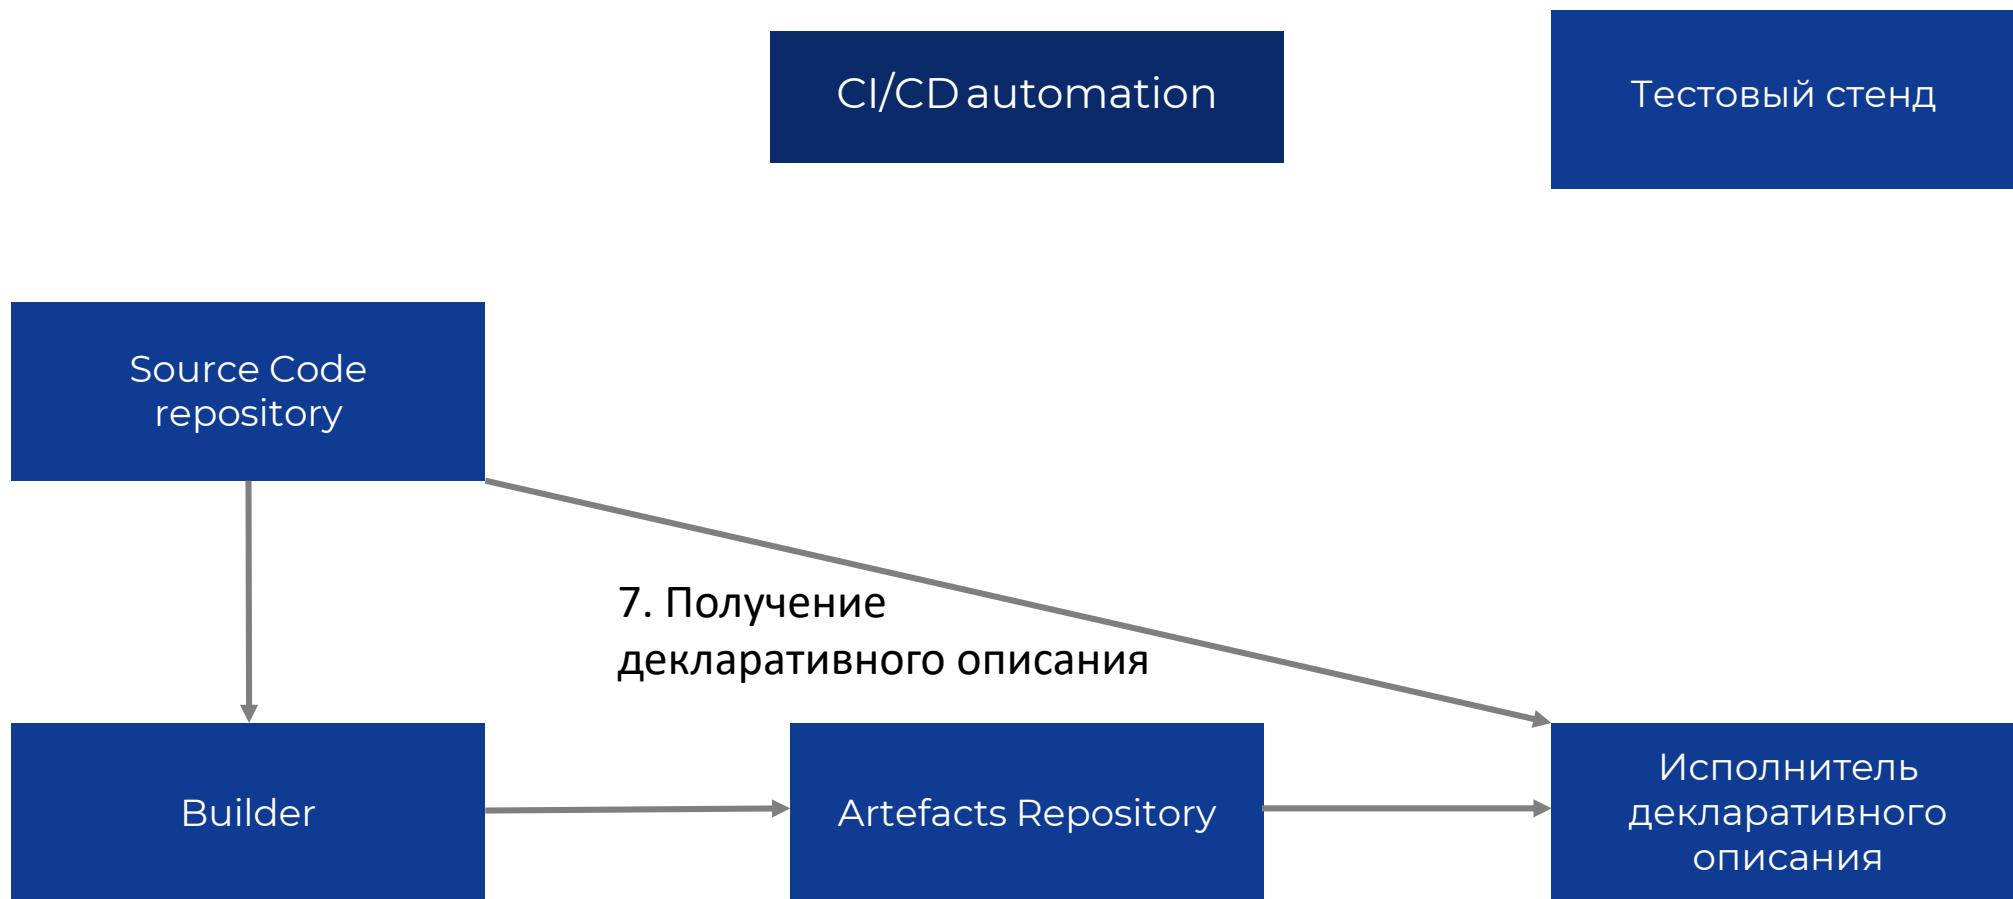 CI/CD automation
Тестовый стенд
Source Code
repository
7. Получение
декларативного описания
Builder
Artefacts Repository
Исполнитель
декларативного
описания